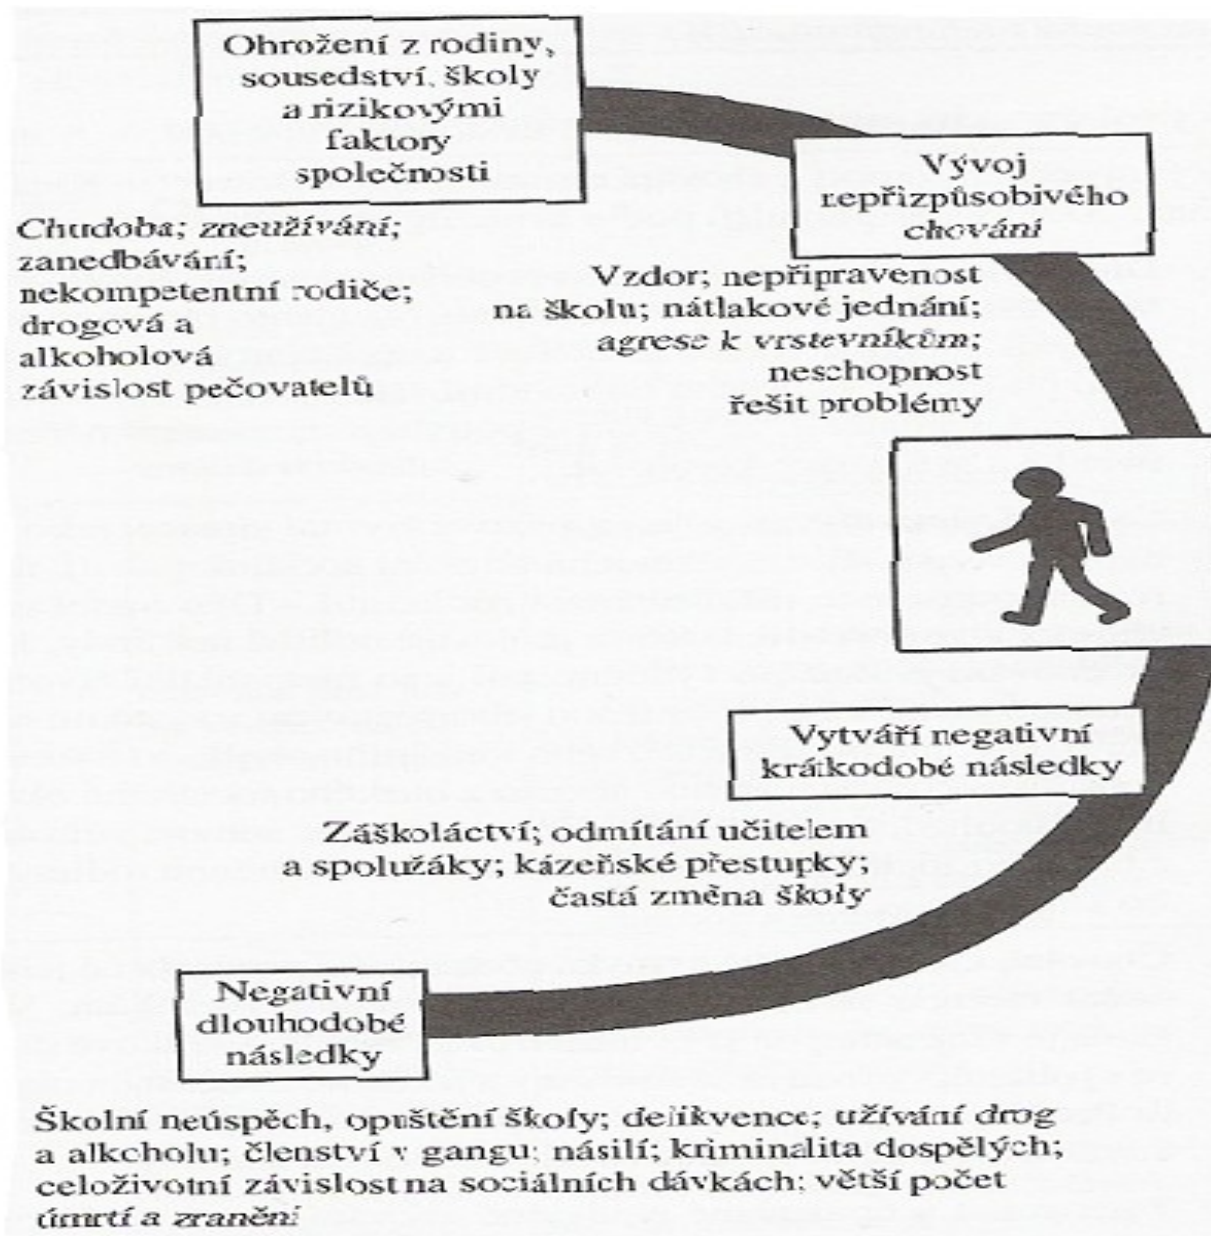 Ohrožení z rodiny,
sousedství, školy
a rizikovými
faktory
společnosti
Chudoba; zneužívání;
zanedbávání;
nekompetentní rodiče;
drogová a
alkoholová
závislost pečovatelů
Vývoj
nepřizpůsobivého
chování
Vzdor; nepřipravenost
na školu; nátlakové jednání;
agrese k vrstevníkům;
neschopnost
řešit problémy
Vytváří negativní
krátkodobé následky
Záškoláctví; odmítání učitelem
a spolužáky; kázeňské přestupky;
častá změna školy
Negativní
dlouhodobé
následky
Školní neúspěch, opuštění školy; delikvence; užívání drog
a alkoholu; členství v gangu; násilí; kriminalita dospělých;
celoživotní závislost na sociálních dávkách; větší počet
úmrtí a zranění